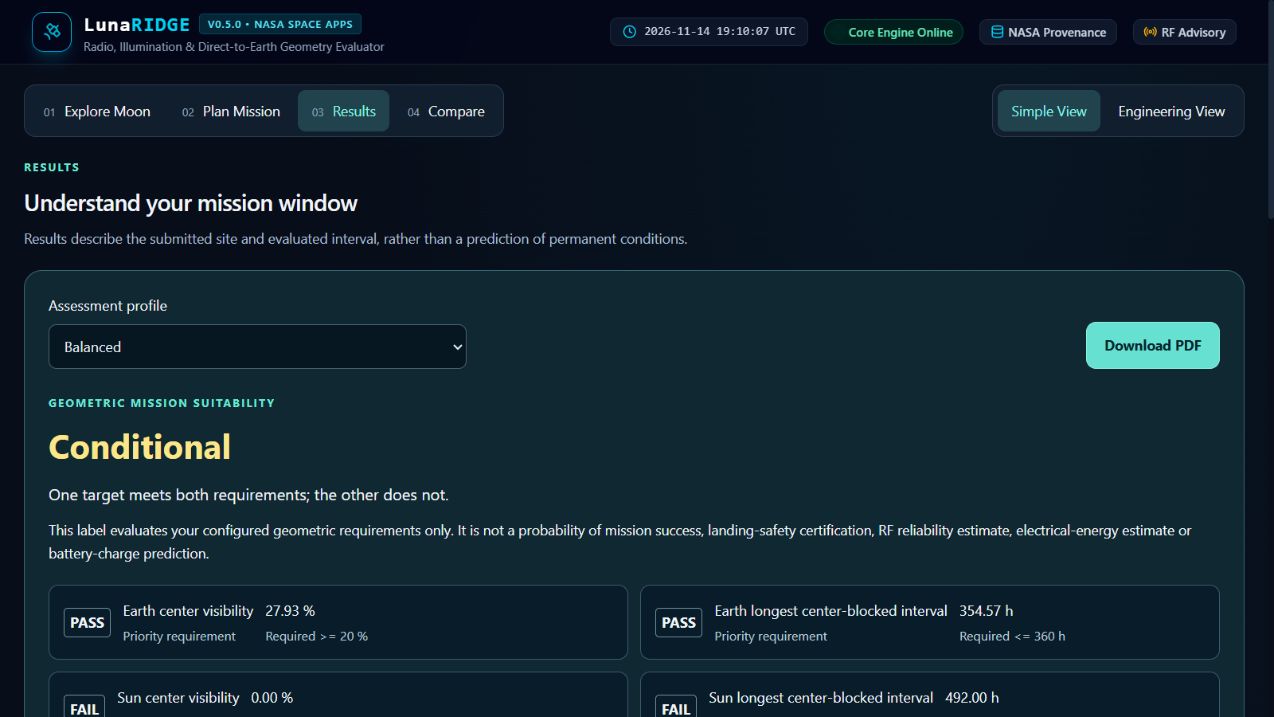 LunaRIDGE V0.5.0 • NASA SPACE APPS
Radio, Illumination & Direct-to-Earth Geometry Evaluator
2026-11-14 19:10:07 UTC
Core Engine Online
NASA Provenance
RF Advisory
01 Explore Moon 02 Plan Mission 03 Results 04 Compare
Simple View Engineering View
RESULTS
Understand your mission window
Results describe the submitted site and evaluated interval, rather than a prediction of permanent conditions.
Assessment profile
Balanced
Download PDF
GEOMETRIC MISSION SUITABILITY
Conditional
One target meets both requirements; the other does not.
This label evaluates your configured geometric requirements only. It is not a probability of mission success, landing-safety certification, RF reliability estimate, electrical-energy estimate or
battery-charge prediction.
PASS Earth center visibility 27.93 %
Priority requirement Required >= 20 %
PASS Earth longest center-blocked interval 354.57 h
Priority requirement Required <= 360 h
FAIL Sun center visibility 0.00 %
FAIL Sun longest center-blocked interval 492.00 h